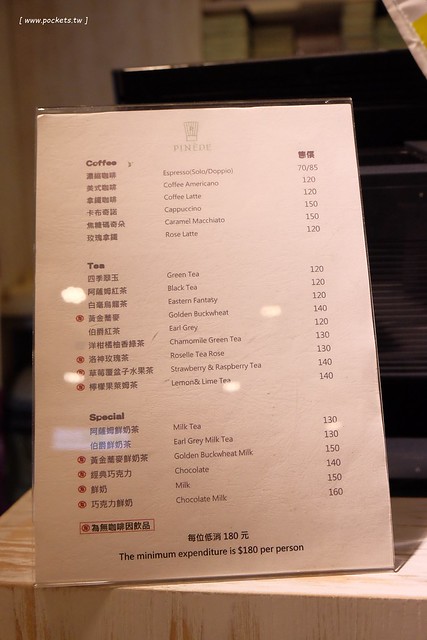 [ www.pockets.tw ]
PINEDE
Coffee 售價
濃縮咖啡 Espresso(Solo/Doppio) 70/85
美式咖啡 Coffee Americano 120
拿鐵咖啡 Coffee Latte 120
卡布奇諾 Cappuccino 150
焦糖瑪奇朵 Caramel Macchiato 150
玫瑰拿鐵 Rose Latte 120
Tea
四季翠玉 Green Tea 120
阿薩姆紅茶 Black Tea 120
白毫烏龍茶 Eastern Fantasy 120
黃金蕎麥 Golden Buckwheat 140
伯爵紅茶 Earl Grey 120
洋柑橘柚香綠茶 Chamomile Green Tea 130
洛神玫瑰茶 Roselle Tea Rose 130
草莓覆盆子水果茶 Strawberry & Raspberry Tea 140
檸檬果萊姆茶 Lemon& Lime Tea 140
Special
阿薩姆鮮奶茶 Milk Tea 130
伯爵鮮奶茶 Earl Grey Milk Tea 130
黃金蕎麥鮮奶茶 Golden Buckwheat Milk 150
經典巧克力 Chocolate 140
鮮奶 Milk 150
巧克力鮮奶 Chocolate Milk 160
為無咖啡因飲品
每位低消 180 元
The minimum expenditure is $180 per person